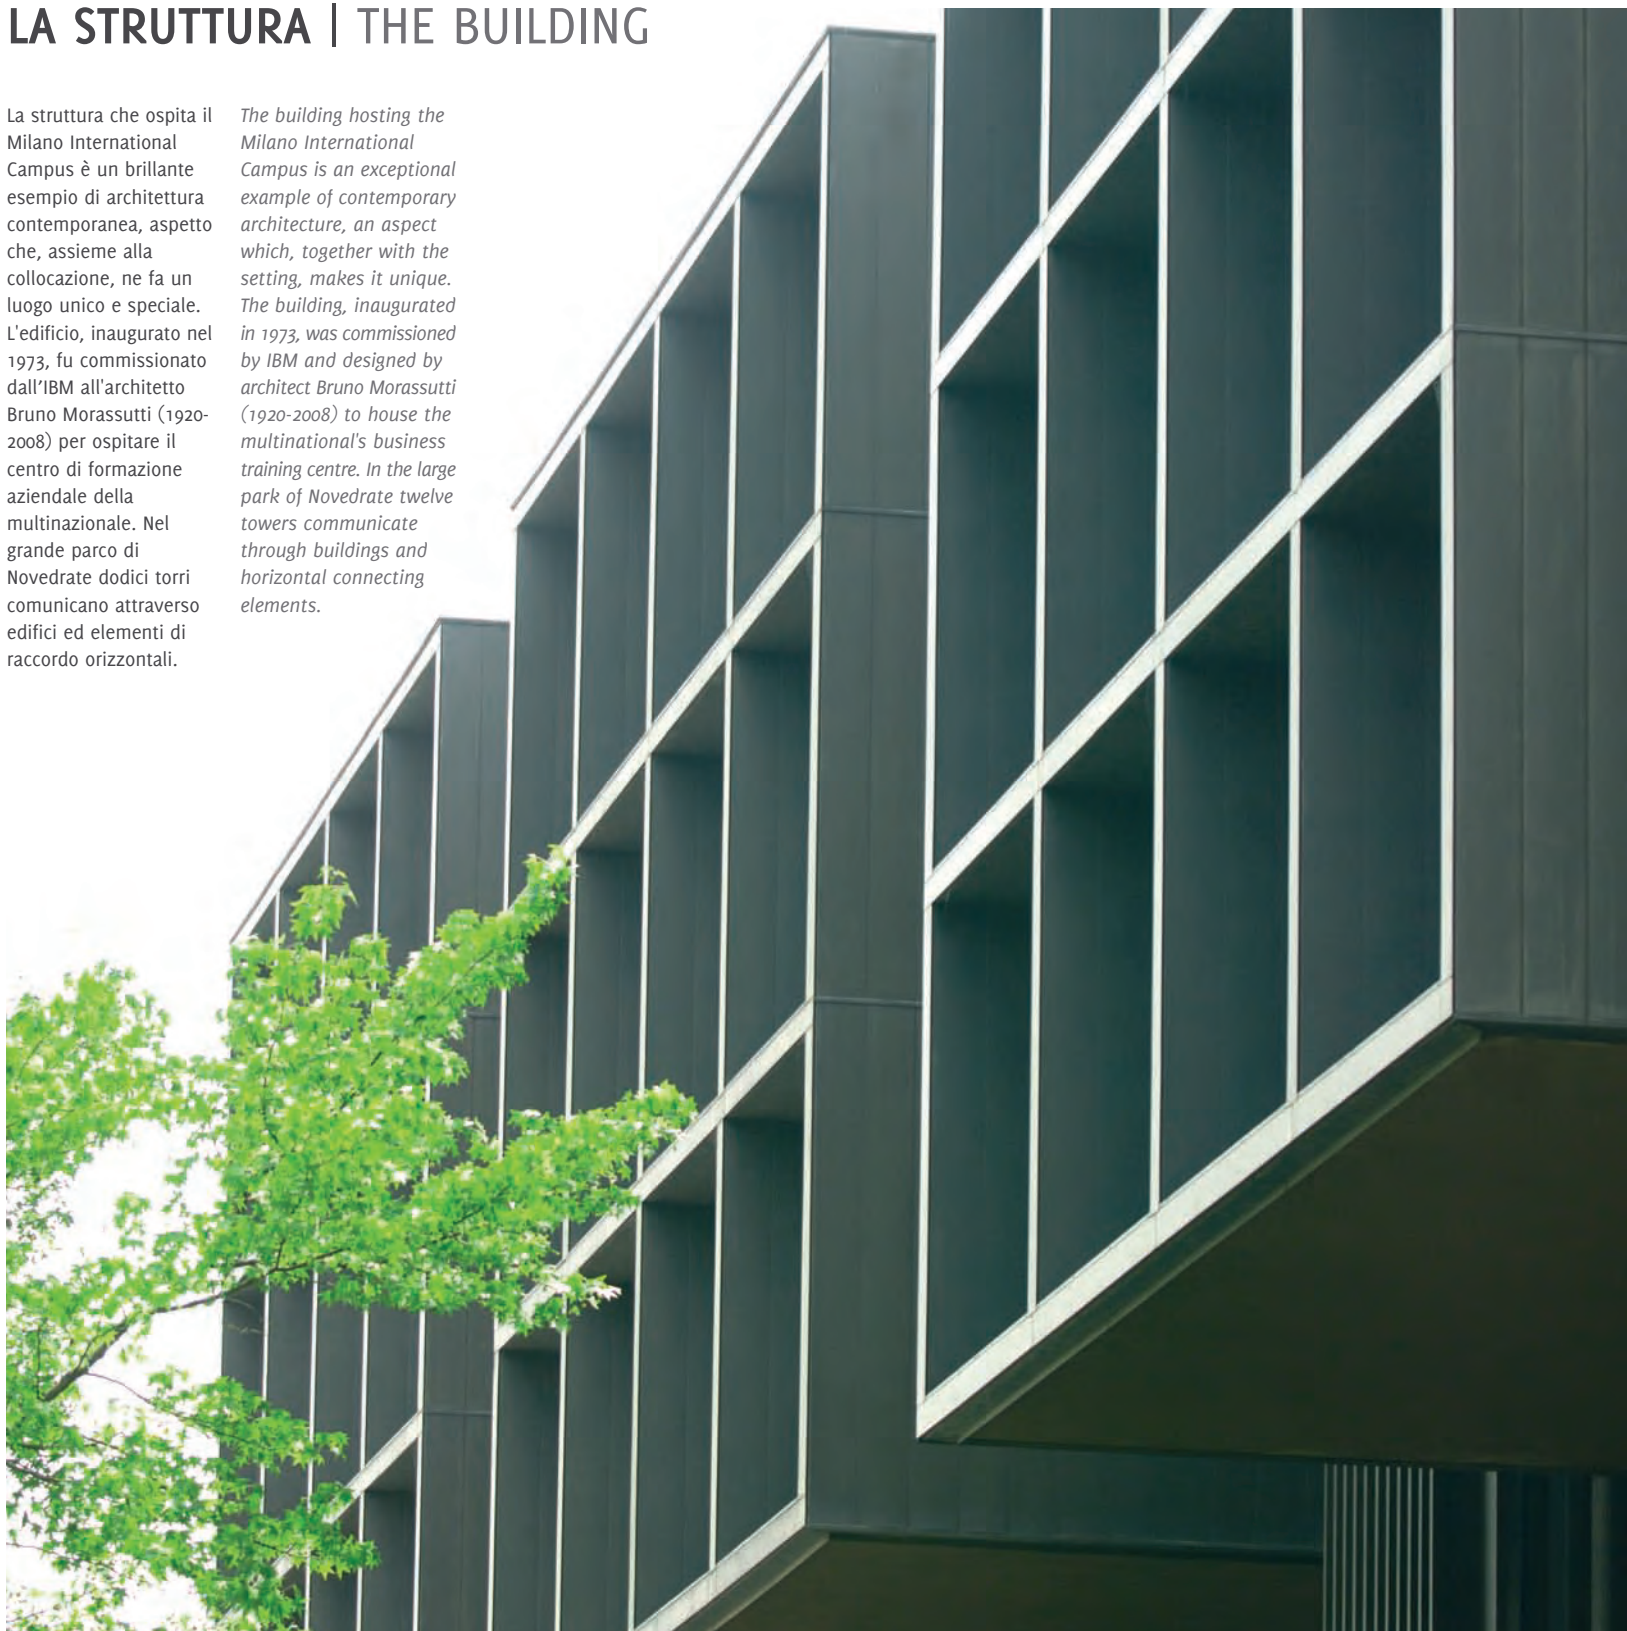 LA STRUTTURA | THE BUILDING
La struttura che ospita il
Milano International
Campus è un brillante
esempio di architettura
contemporanea, aspetto
che, assieme alla
collocazione, ne fa un
luogo unico e speciale.
L'edificio, inaugurato nel
1973, fu commissionato
dall’IBM all'architetto
Bruno Morassutti (1920-
2008) per ospitare il
centro di formazione
aziendale della
multinazionale. Nel
grande parco di
Novedrate dodici torri
comunicano attraverso
edifici ed elementi di
raccordo orizzontali.
The building hosting the
Milano International
Campus is an exceptional
example of contemporary
architecture, an aspect
which, together with the
setting, makes it unique.
The building, inaugurated
in 1973, was commissioned
by IBM and designed by
architect Bruno Morassutti
(1920-2008) to house the
multinational's business
training centre. In the large
park of Novedrate twelve
towers communicate
through buildings and
horizontal connecting
elements.